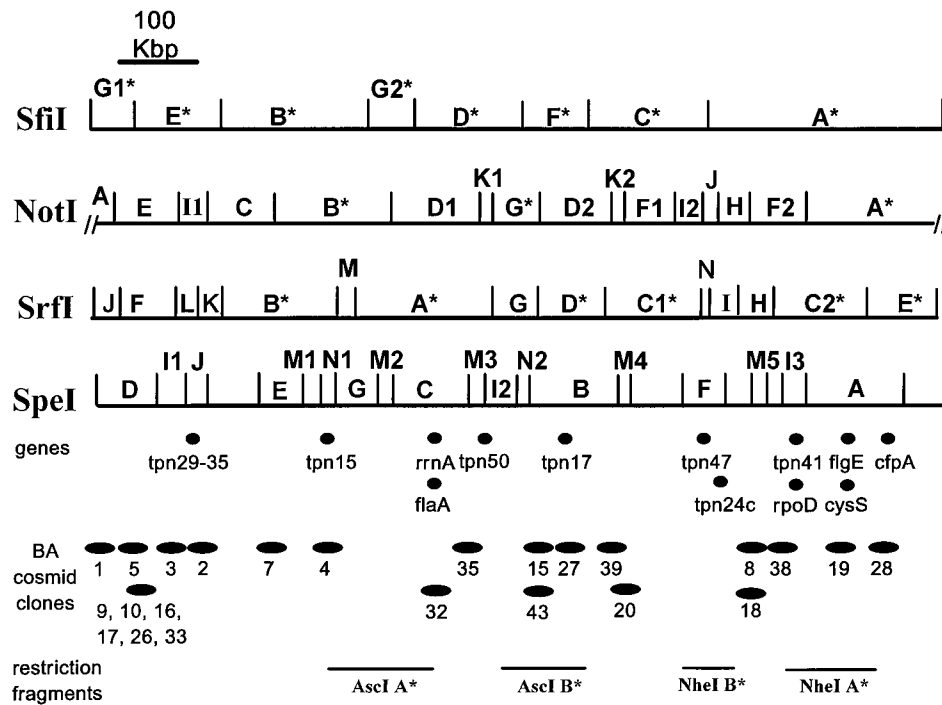 100
Kbp
SfiI G1* E* B* G2* D* F* C* A*
K1 K2 J
NotI A E I1 C B* D1 G* D2 F1 I2 H F2 A*
// //
M N
SrfI J F L K B* A* G D* C1* I H C2* E*
I1 J M1 N1 M2 M3 N2 M4 M5 I3
SpeI D E G C I2 B F A
genes
tpn29-35 tpn15 rrnA tpn50 tpn17 tpn47 tpn41 flgE cfpA
flaA tpn24c rpoD cysS
BA
cosmid
clones
1 5 3 2 7 4 35 15 27 39 8 38 19 28
9, 10, 16,
17, 26, 33
32 43 20 18
restriction
fragments
AscI A* AscI B* NheI B* NheI A*